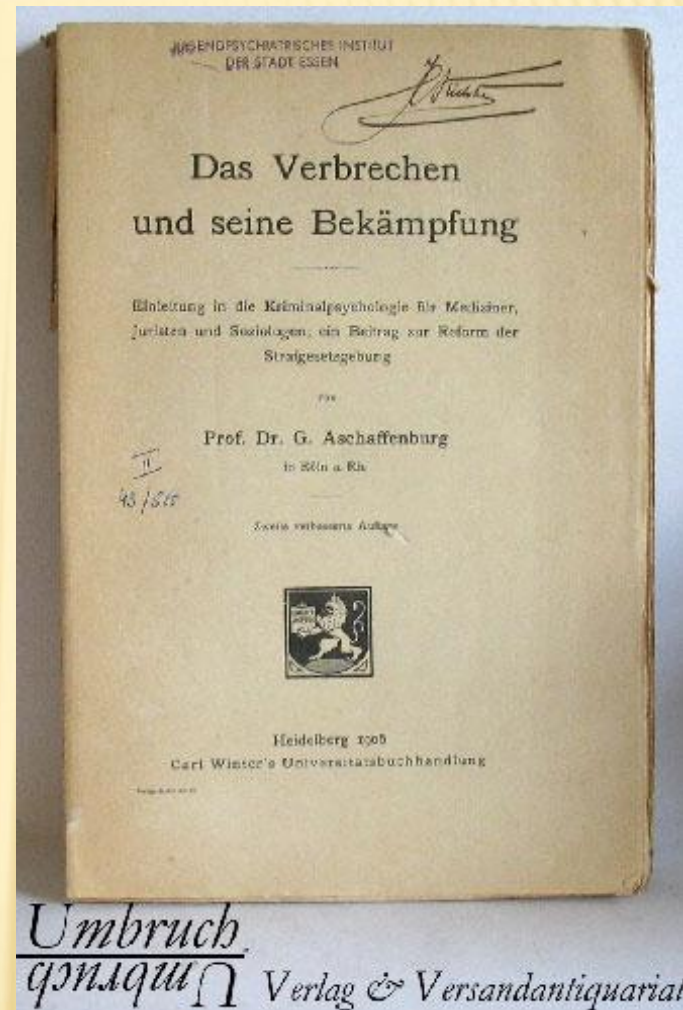 JUGENDPSYCHIATRISCHES INSTITUT
DER STADT ESSEN
Das Verbrechen
und seine Bekämpfung
Einleitung in die Kriminalpsychologie für Mediziner,
Juristen und Soziologen; ein Beitrag zur Reform der
Strafgesetzgebung
von
Prof. Dr. G. Aschaffenburg
in Köln a. Rh.
II
Zweite verbesserte Auflage
Heidelberg 1906
Carl Winter's Universitätsbuchhandlung
Umbruch
Umbruch Verlag & Versandantiquariat